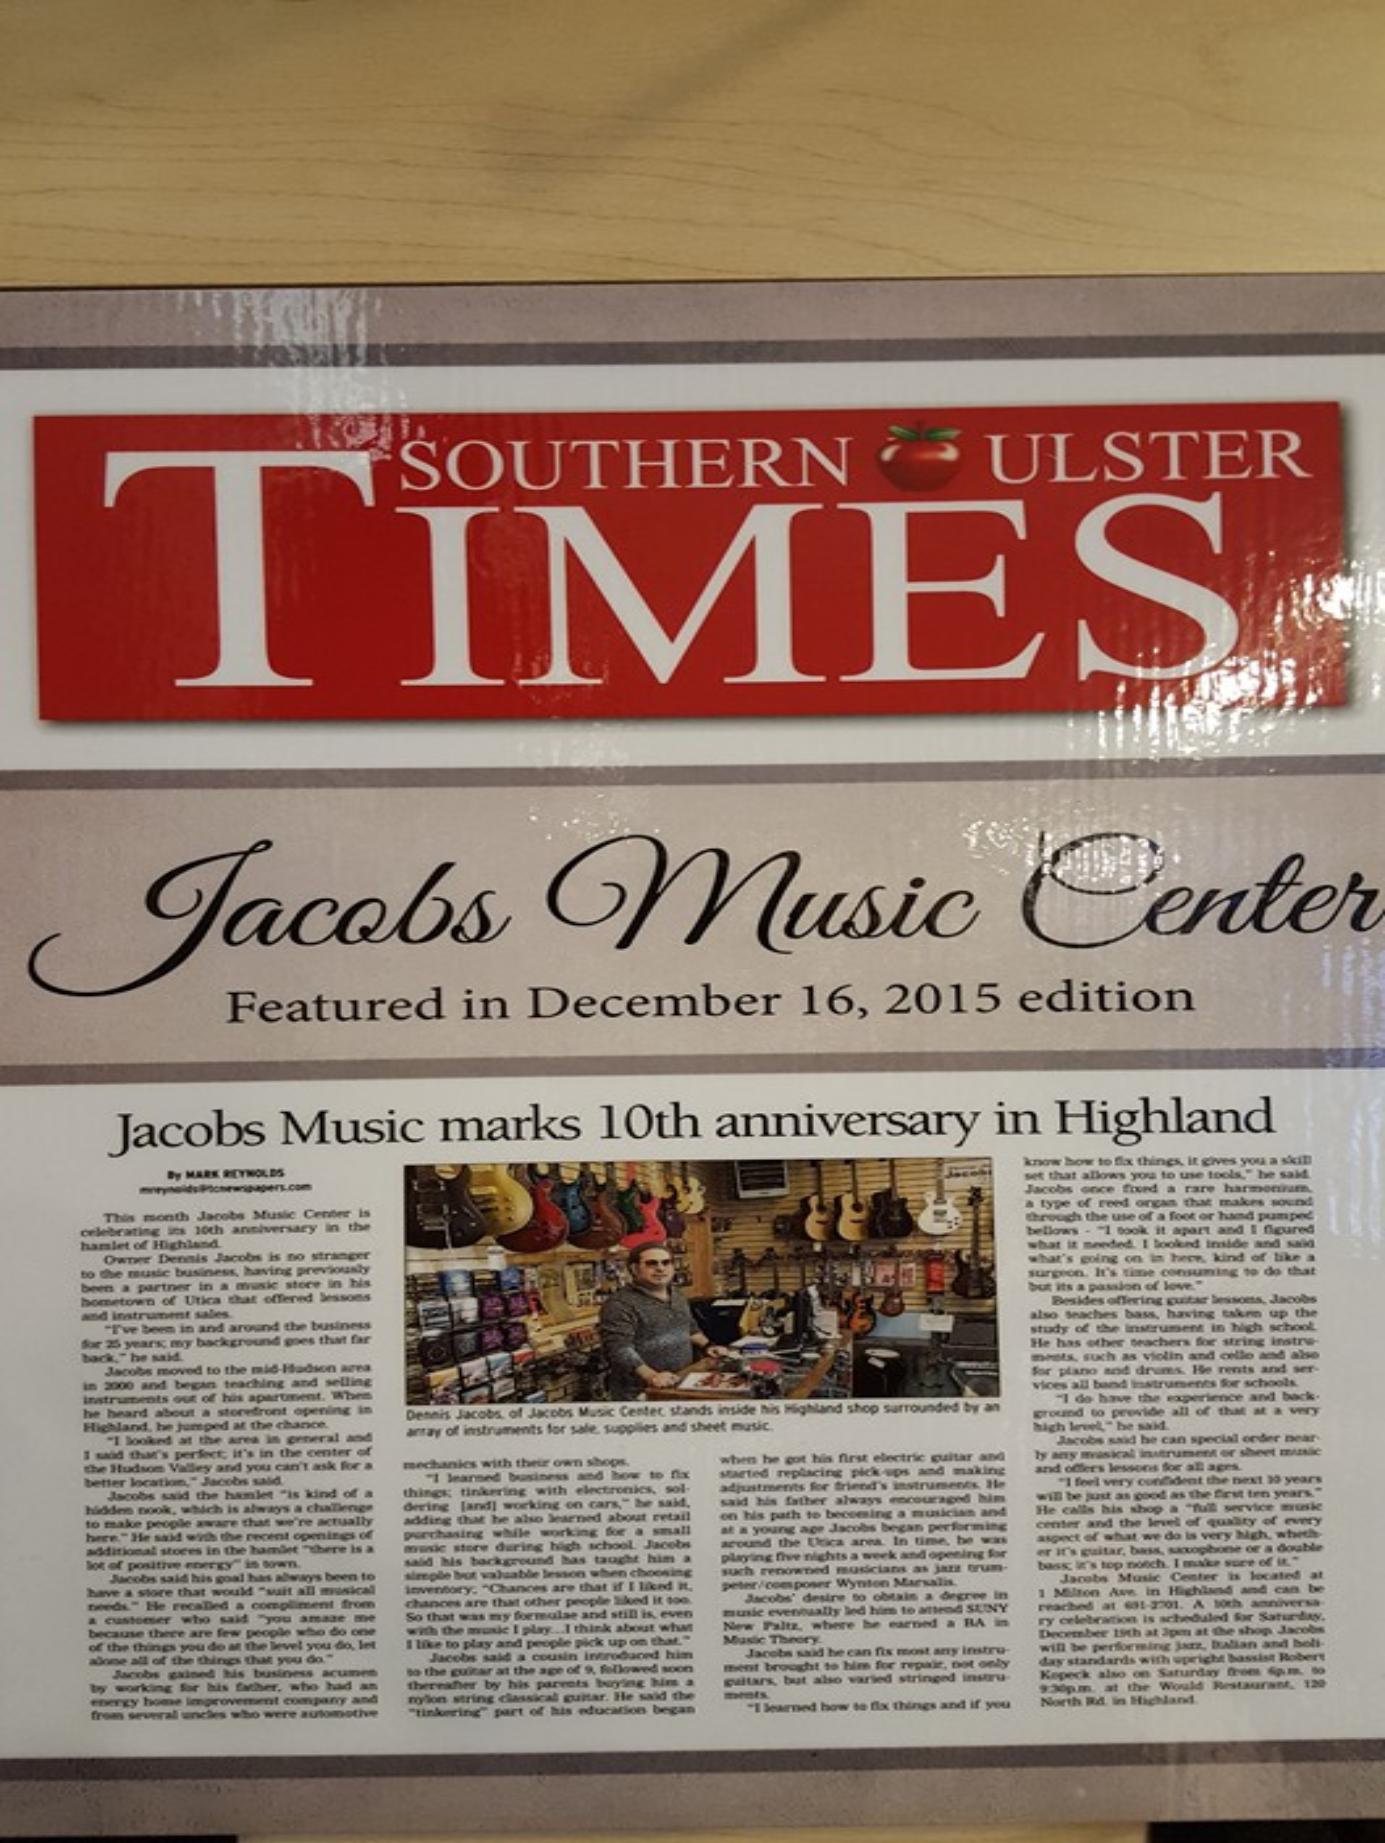 SOUTHERN ULSTER
TIMES
Jacobs Music Center
Featured in December 16, 2015 edition
Jacobs Music marks 10th anniversary in Highland
By MARK REYNOLDS
mreynolds@tcnewspapers.com
This month Jacobs Music Center is
celebrating its 10th anniversary in the
hamlet of Highland.
Owner Dennis Jacobs is no stranger
to the music business, having previously
been a partner in a music store in his
hometown of Utica that offered lessons
and instrument sales.
"I've been in and around the business
for 25 years; my background goes that far
back," he said.
Jacobs moved to the mid-Hudson area
in 2000 and began teaching and selling
instruments out of his apartment. When
he heard about a storefront opening in
Highland, he jumped at the chance.
"I looked at the area in general and
I said that's perfect; it's in the center of
the Hudson Valley and you can't ask for a
better location," Jacobs said.
Jacobs said the hamlet "is kind of a
hidden nook, which is always a challenge
to make people aware that we're actually
here." He said with the recent openings of
additional stores in the hamlet "there is a
lot of positive energy" in town.
Jacobs said his goal has always been to
have a store that would "suit all musical
needs." He recalled a compliment from
a customer who said "you amaze me
because there are few people who do one
of the things you do at the level you do, let
alone all of the things that you do."
Jacobs gained his business acumen
by working for his father, who had an
energy home improvement company and
from several uncles who were automotive
Jacobs
Dennis Jacobs, of Jacobs Music Center, stands inside his Highland shop surrounded by an
array of instruments for sale, supplies and sheet music.
mechanics with their own shops.
"I learned business and how to fix
things; tinkering with electronics, sol-
dering [and] working on cars," he said,
adding that he also learned about retail
purchasing while working for a small
music store during high school. Jacobs
said his background has taught him a
simple but valuable lesson when choosing
inventory; "Chances are that if I liked it,
chances are that other people liked it too.
So that was my formulae and still is, even
with the music I play...I think about what
I like to play and people pick up on that."
Jacobs said a cousin introduced him
to the guitar at the age of 9, followed soon
thereafter by his parents buying him a
nylon string classical guitar. He said the
"tinkering" part of his education began
when he got his first electric guitar and
started replacing pick-ups and making
adjustments for friend's instruments. He
said his father always encouraged him
on his path to becoming a musician and
at a young age Jacobs began performing
around the Utica area. In time, he was
playing five nights a week and opening for
such renowned musicians as jazz trum-
peter/composer Wynton Marsalis.
Jacobs' desire to obtain a degree in
music eventually led him to attend SUNY
New Paltz, where he earned a BA in
Music Theory.
Jacobs said he can fix most any instru-
ment brought to him for repair, not only
guitars, but also varied stringed instru-
ments.
"I learned how to fix things and if you
know how to fix things, it gives you a skill
set that allows you to use tools," he said.
Jacobs once fixed a rare harmonium,
a type of reed organ that makes sound
through the use of a foot or hand pumped
bellows - "I took it apart and I figured
what it needed. I looked inside and said
what's going on in here, kind of like a
surgeon. It's time consuming to do that
but its a passion of love."
Besides offering guitar lessons, Jacobs
also teaches bass, having taken up the
study of the instrument in high school.
He has other teachers for string instru-
ments, such as violin and cello and also
for piano and drums. He rents and ser-
vices all band instruments for schools.
"I do have the experience and back-
ground to provide all of that at a very
high level," he said.
Jacobs said he can special order near-
ly any musical instrument or sheet music
and offers lessons for all ages.
"I feel very confident the next 10 years
will be just as good as the first ten years."
He calls his shop a "full service music
center and the level of quality of every
aspect of what we do is very high, wheth-
er it's guitar, bass, saxophone or a double
bass; it's top notch. I make sure of it."
Jacobs Music Center is located at
1 Milton Ave. in Highland and can be
reached at 691-2701. A 10th anniversa-
ry celebration is scheduled for Saturday,
December 19th at 3pm at the shop. Jacobs
will be performing jazz, Italian and holi-
day standards with upright bassist Robert
Kopeck also on Saturday from 6p.m. to
9:30p.m. at the Would Restaurant, 120
North Rd. in Highland.